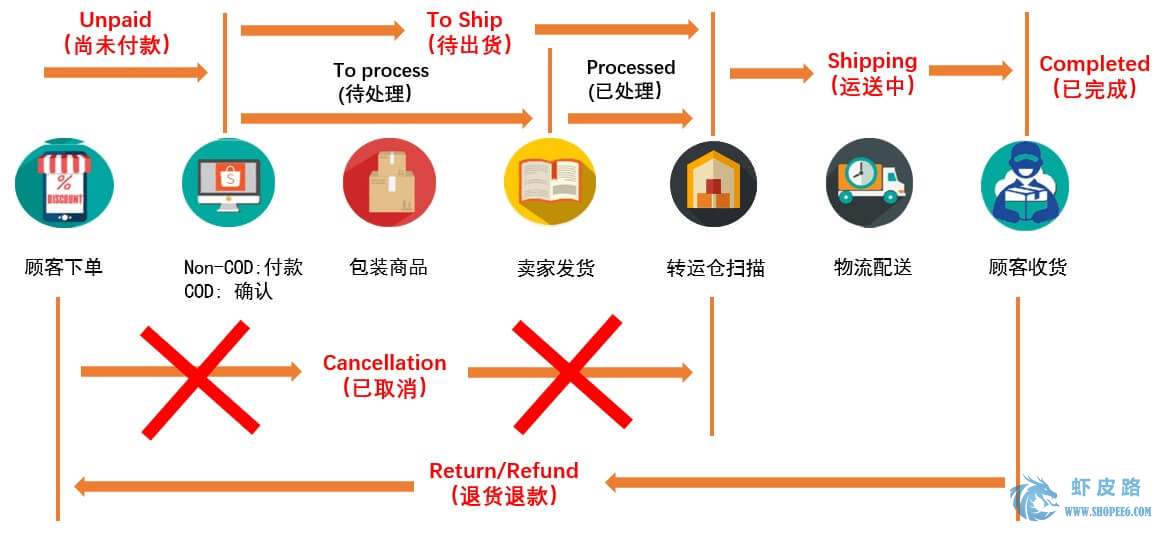 Unpaid
(尚未付款)
To Ship
(待出货)
To process
(待处理)
Processed
(已处理)
Shipping
(运送中)
Completed
(已完成)
%
DISCOUNT
S
顾客下单
Non-COD:付款
COD: 确认
包装商品
卖家发货
转运仓扫描
物流配送
顾客收货
Cancellation
(已取消)
Return/Refund
(退货退款)
虾皮路
WWW.SHOPEE6.COM